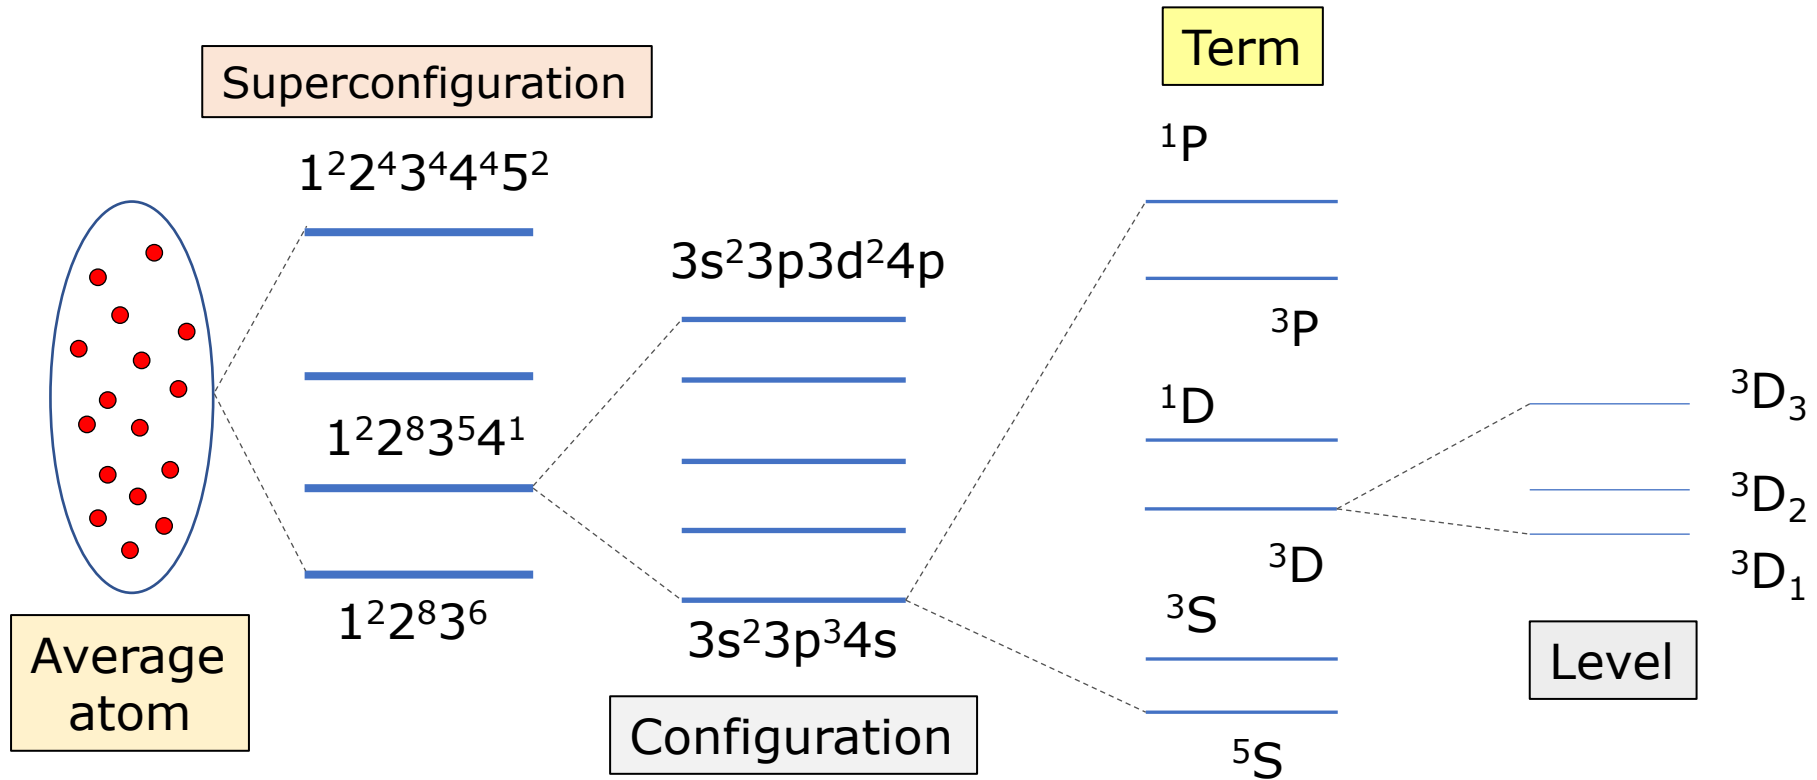 Superconfiguration
1²2⁴3⁴4⁴5²
1²2⁸3⁵4¹
1²2⁸3⁶
Average
atom
3s²3p3d²4p
3s²3p³4s
Configuration
Term
¹P
³P
¹D
³D
³S
⁵S
³D₃
³D₂
³D₁
Level